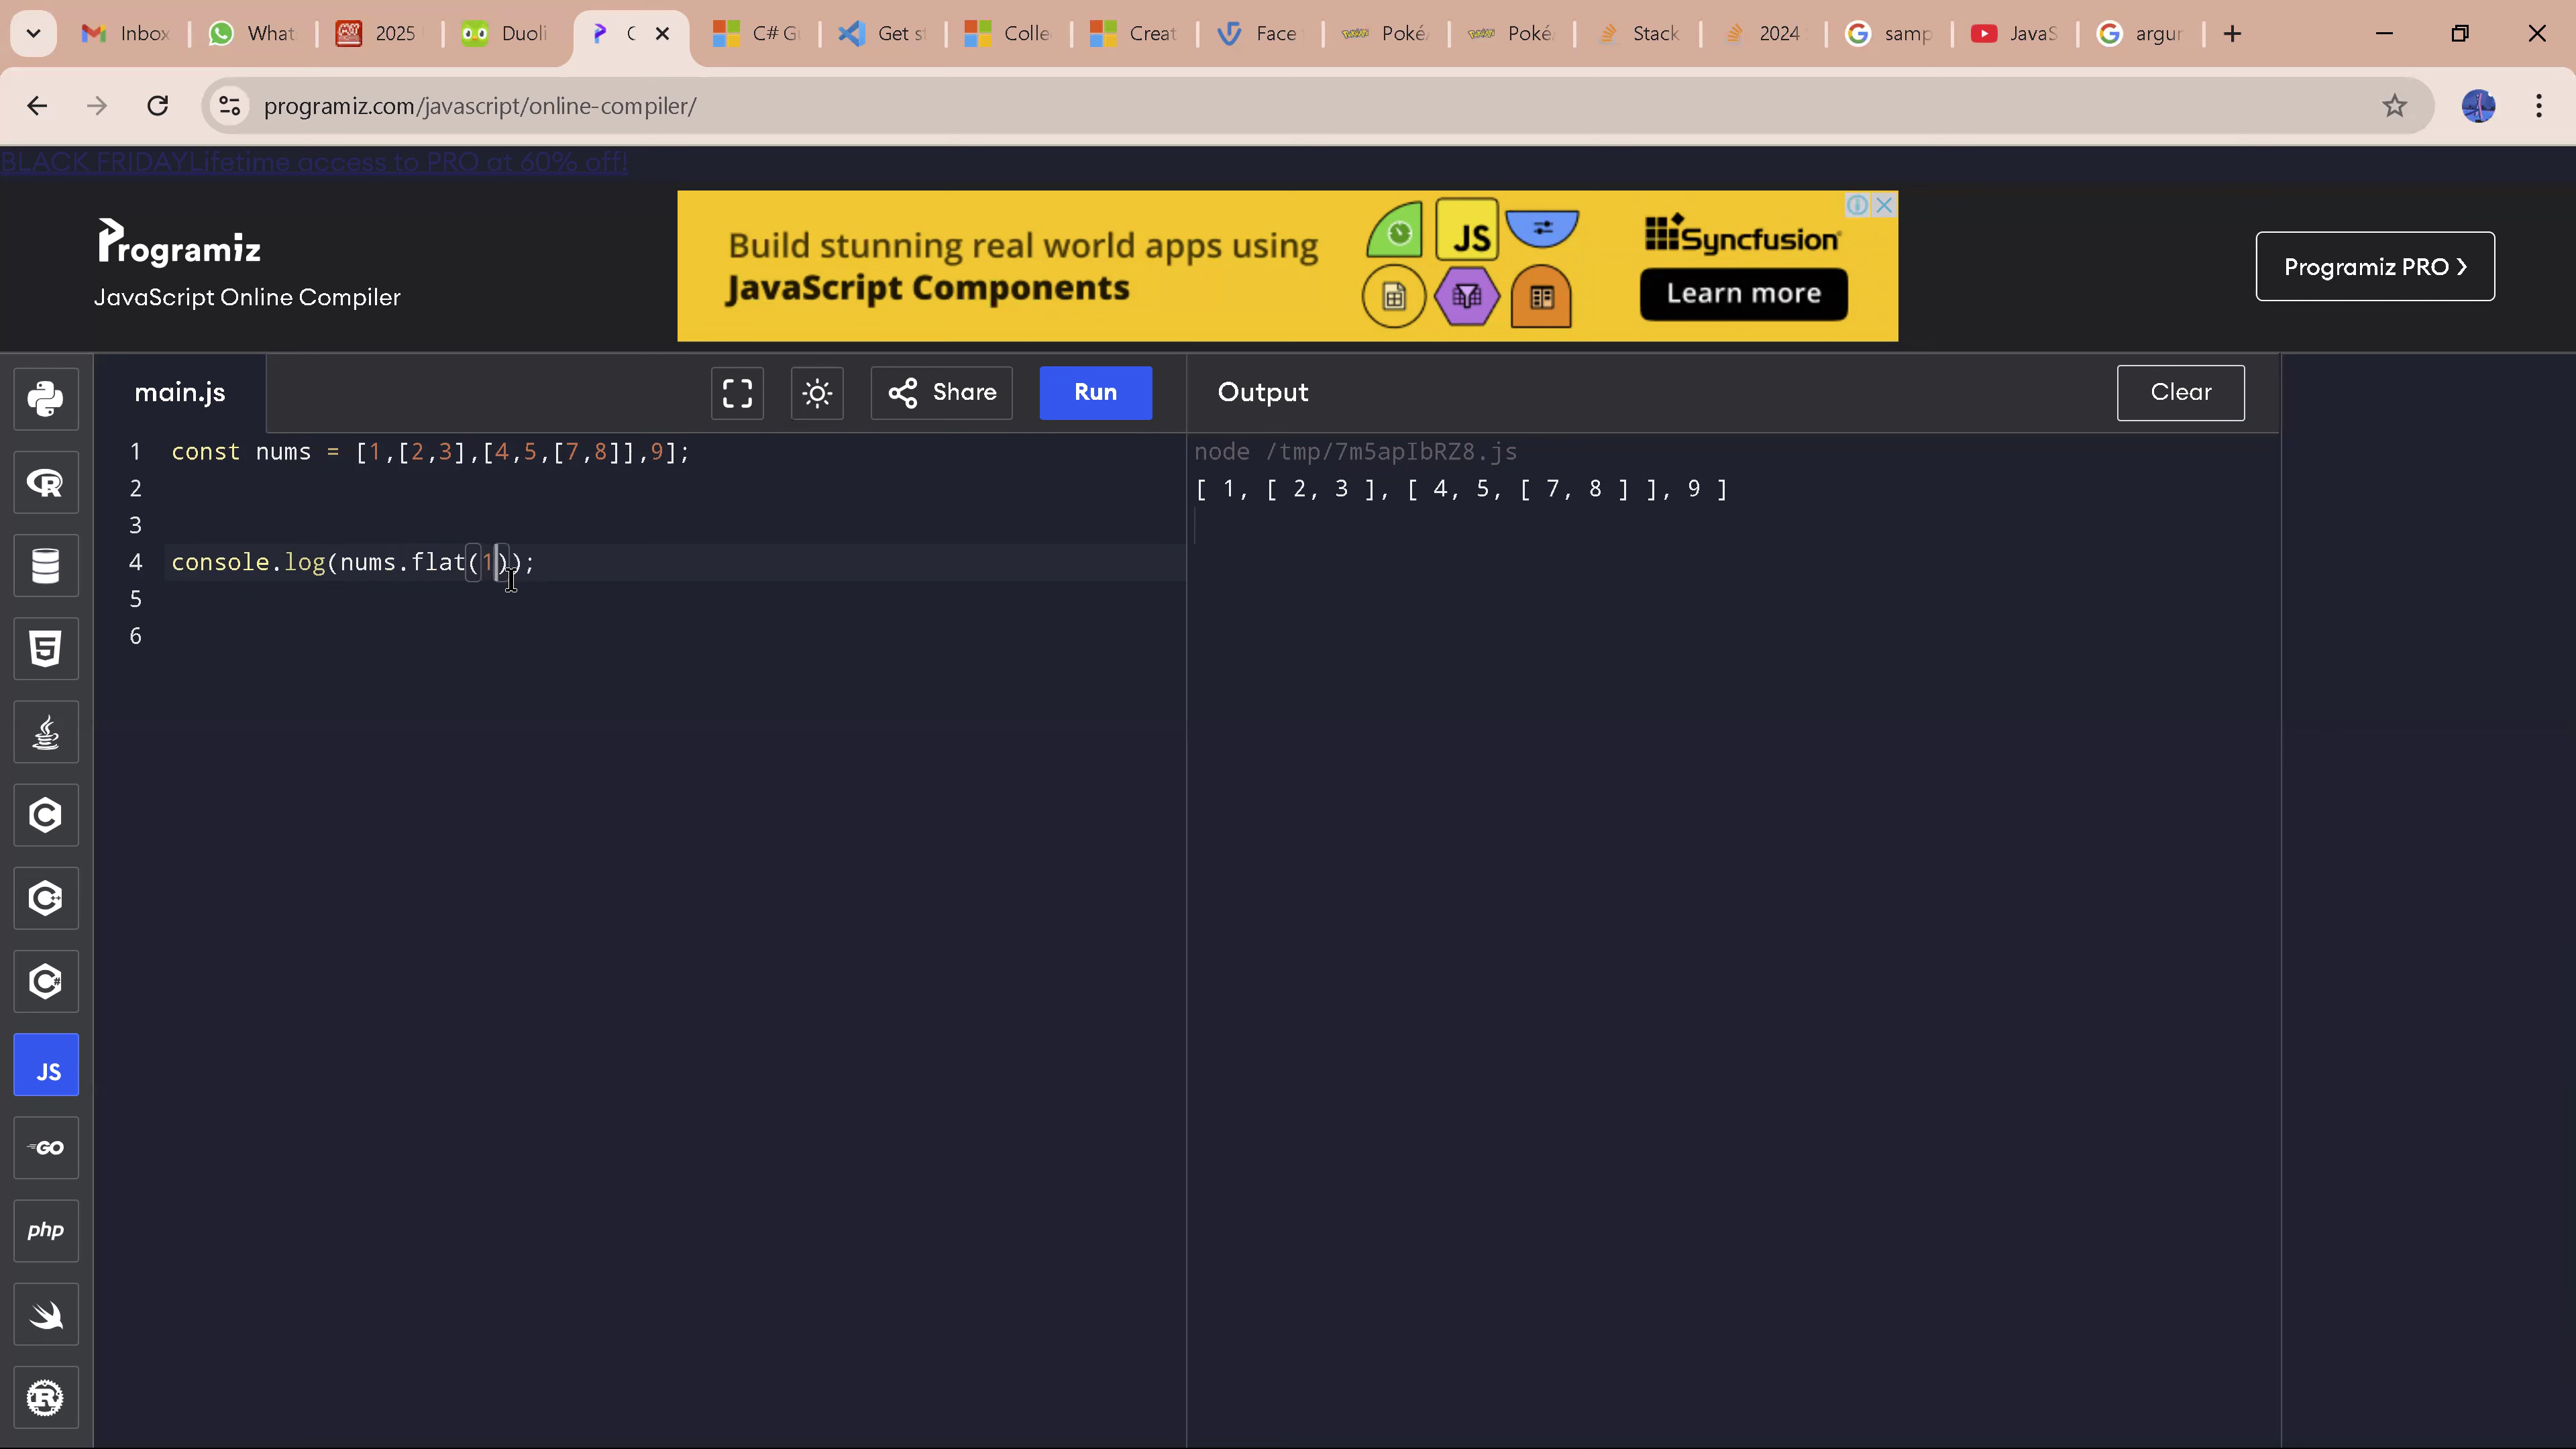 Inbox
What
2025
Duoli
C
C# G
Get s
Colle
Creat
Face
Poké
Poké
Stack
2024
samp
JavaS
argur
programiz.com/javascript/online-compiler/
BLACK FRIDAYLifetime access to PRO at 60% off!
Programiz
JavaScript Online Compiler
Build stunning real world apps using
JavaScript Components
JS
Syncfusion
Learn more
Programiz PRO
main.js
Share
Run
Output
Clear
1 const nums = [1,[2,3],[4,5,[7,8]],9];
2
3
4 console.log(nums.flat(1));
5
6
node /tmp/7m5apIbRZ8.js
[ 1, [ 2, 3 ], [ 4, 5, [ 7, 8 ] ], 9 ]
R
5
C
C++
C#
JS
GO
php
R